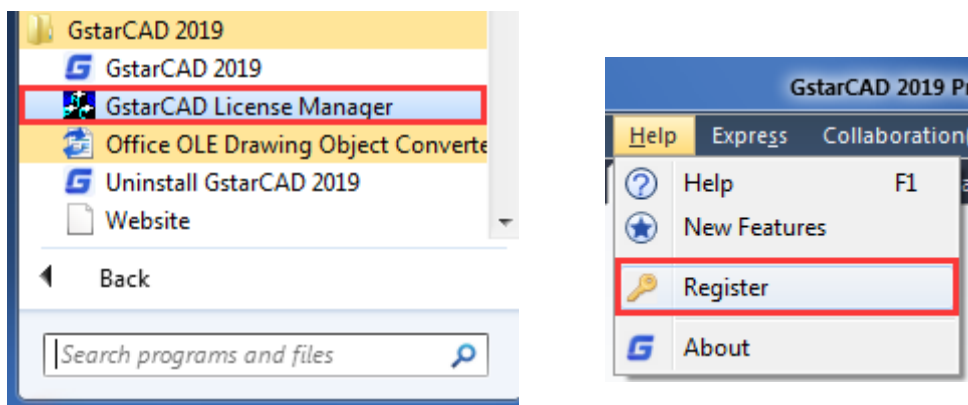 GstarCAD 2019
GstarCAD 2019
GstarCAD License Manager
Office OLE Drawing Object Converte
Uninstall GstarCAD 2019
Website
Back
Search programs and files
GstarCAD 2019 Pr
Help Express Collaboration(
Help F1
New Features
Register
About